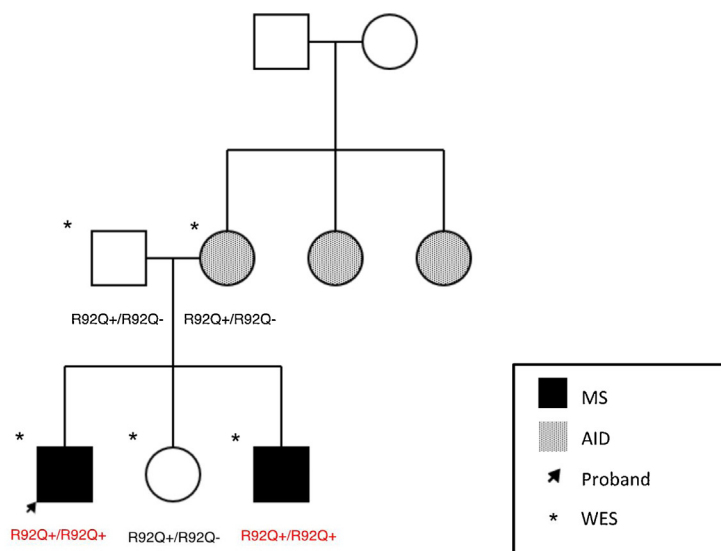 * *
R92Q+/R92Q- R92Q+/R92Q-
* * *
R92Q+/R92Q+ R92Q+/R92Q- R92Q+/R92Q+
MS
AID
Proband
* WES